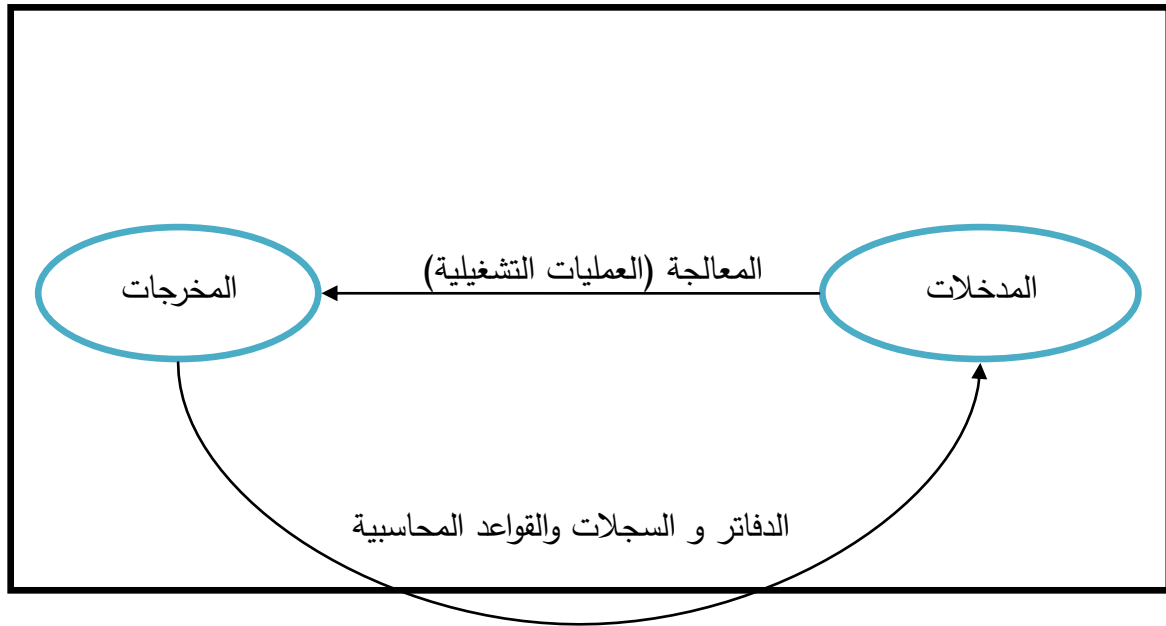 المدخلات
المعالجة (العمليات التشغيلية)
المخرجات
الدفاتر و السجلات والقواعد المحاسبية